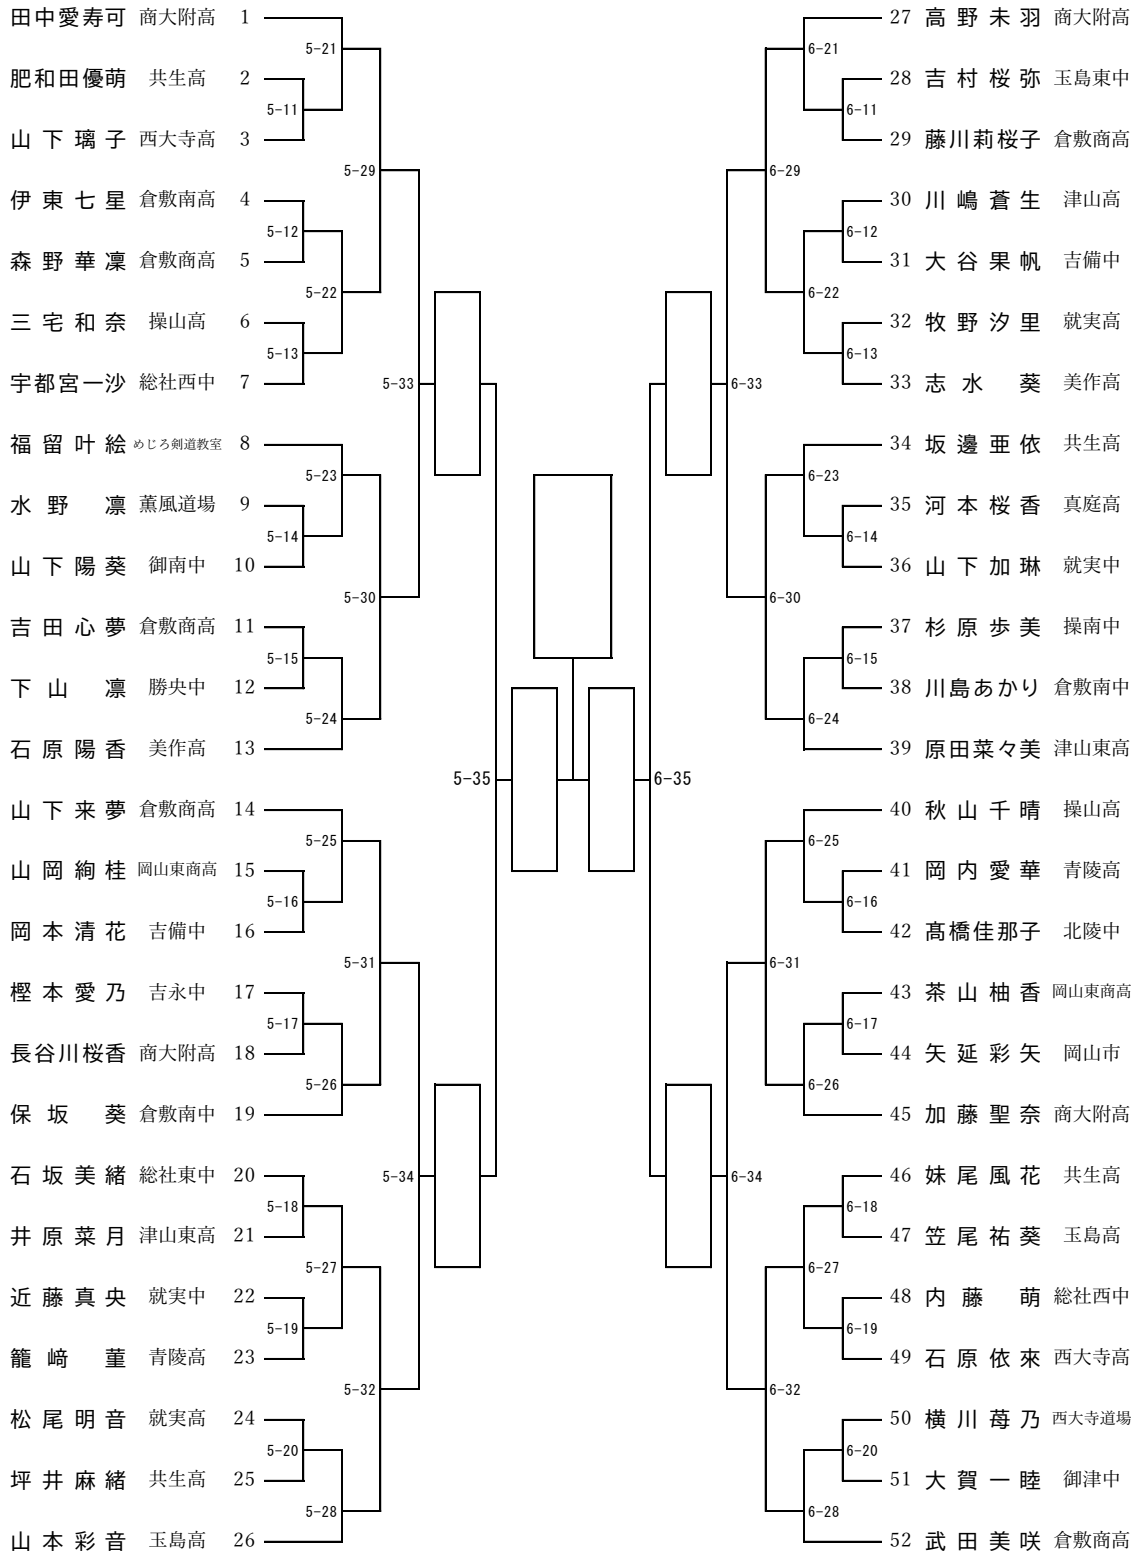 田中愛寿可 商大附高 1
5-21
肥和田優萌 共生高 2
5-11
山下璃子 西大寺高 3
5-29
伊東七星 倉敷南高 4
5-12
森野華凜 倉敷商高 5
5-22
三宅和奈 操山高 6
5-13
宇都宮一沙 総社西中 7
5-33
福留叶絵 めじろ剣道教室 8
5-23
水野凛 薫風道場 9
5-14
山下陽葵 御南中 10
5-30
吉田心夢 倉敷商高 11
5-15
下山凛 勝央中 12
5-24
石原陽香 美作高 13
5-35
山下来夢 倉敷商高 14
5-25
山岡絢桂 岡山東商高 15
5-16
岡本清花 吉備中 16
5-31
樫本愛乃 吉永中 17
5-17
長谷川桜香 商大附高 18
5-26
保坂葵 倉敷南中 19
5-34
石坂美緒 総社東中 20
5-18
井原菜月 津山東高 21
5-27
近藤真央 就実中 22
5-19
籠﨑菫 青陵高 23
5-32
松尾明音 就実高 24
5-20
坪井麻緒 共生高 25
5-28
山本彩音 玉島高 26
27 高野未羽 商大附高
6-21
28 吉村桜弥 玉島東中
6-11
29 藤川莉桜子 倉敷商高
6-29
30 川嶋蒼生 津山高
6-12
31 大谷果帆 吉備中
6-22
32 牧野汐里 就実高
6-13
33 志水葵 美作高
6-33
34 坂邊亜依 共生高
6-23
35 河本桜香 真庭高
6-14
36 山下加琳 就実中
6-30
37 杉原歩美 操南中
6-15
38 川島あかり 倉敷南中
6-24
39 原田菜々美 津山東高
6-35
40 秋山千晴 操山高
6-25
41 岡内愛華 青陵高
6-16
42 髙橋佳那子 北陵中
6-31
43 茶山柚香 岡山東商高
6-17
44 矢延彩矢 岡山市
6-26
45 加藤聖奈 商大附高
6-34
46 妹尾風花 共生高
6-18
47 笠尾祐葵 玉島高
6-27
48 内藤萌 総社西中
6-19
49 石原依來 西大寺高
6-32
50 横川苺乃 西大寺道場
6-20
51 大賀一睦 御津中
6-28
52 武田美咲 倉敷商高